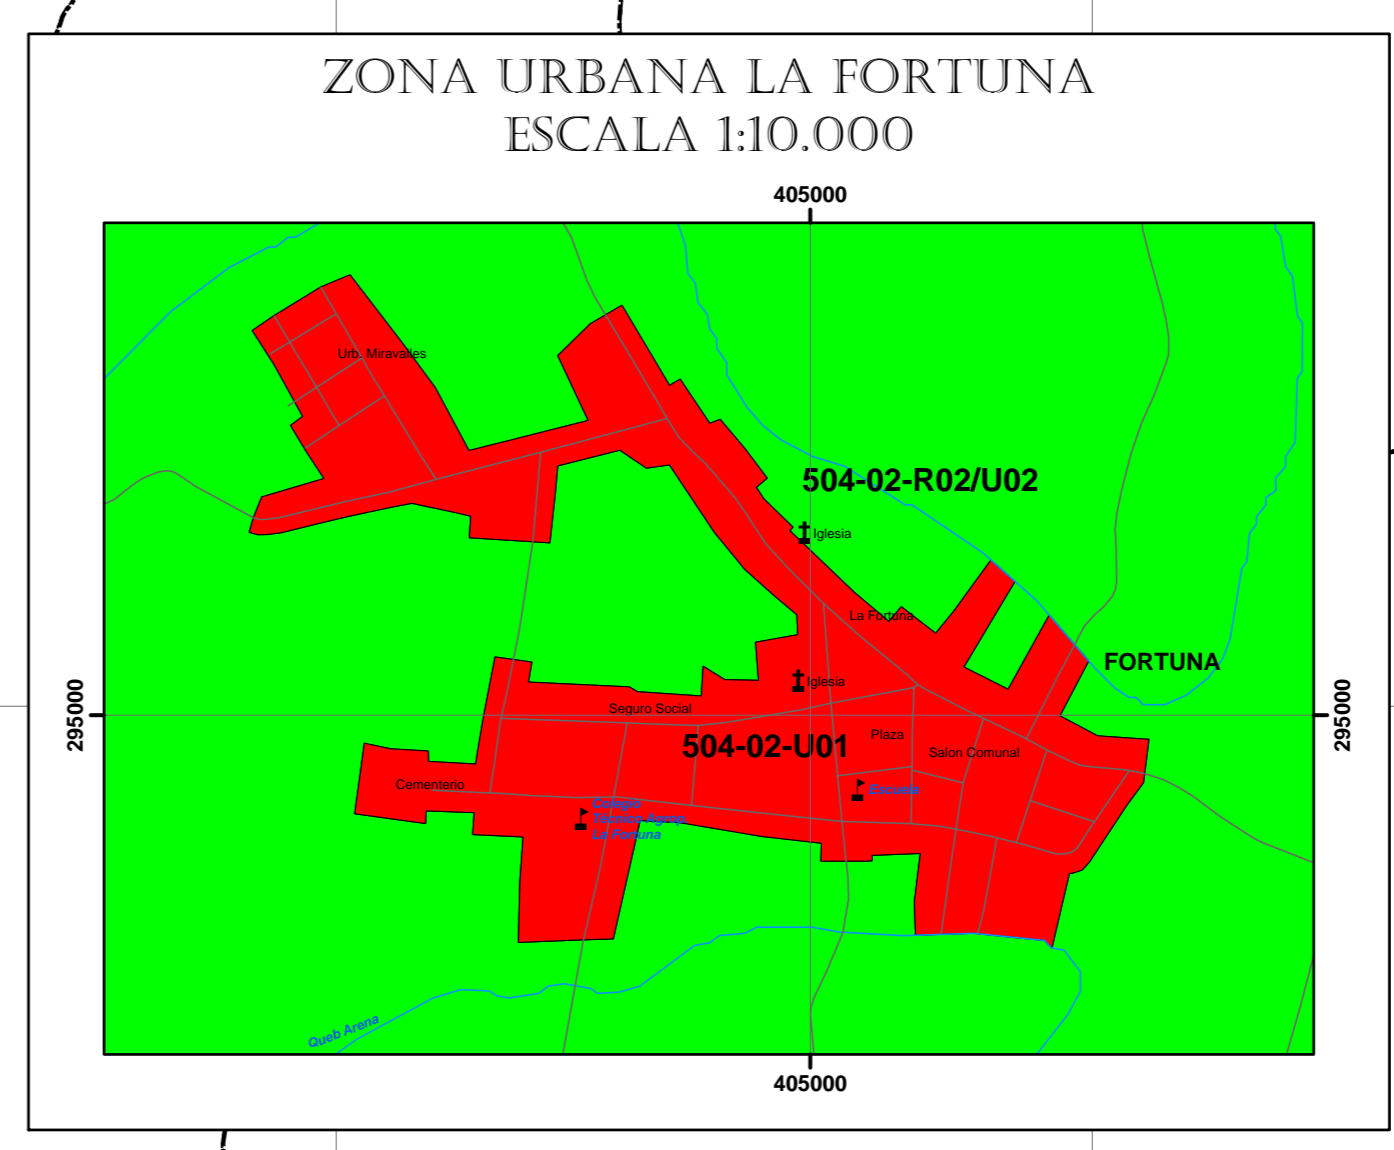 ZONA URBANA LA FORTUNA
ESCALA 1:10.000
405000
Urb. Miravalles
504-02-R02/U02
Iglesia
La Fortuna
FORTUNA
Iglesia
295000
295000
Seguro Social
Plaza
504-02-U01
Salon Comunal
Cementerio
Escuela
Colegio
Técnico Agrop.
La Fortuna
Queb Arena
405000